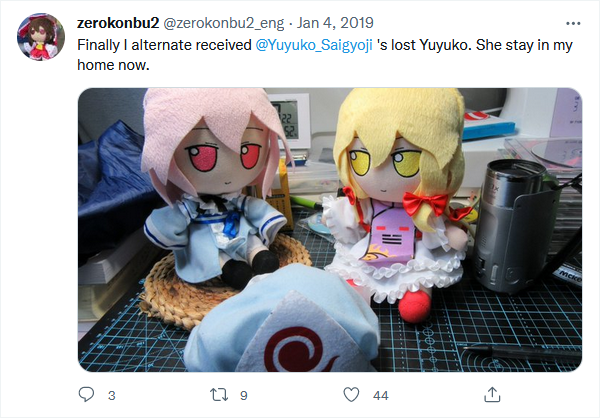 zerokonbu2 @zerokonbu2_eng · Jan 4, 2019
Finally I alternate received @Yuyuko_Saigyoji 's lost Yuyuko. She stay in my
home now.
3 9 44